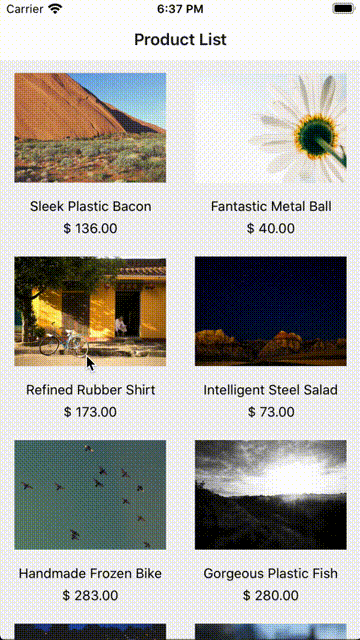 Carrier 6:37 PM
Product List
Sleek Plastic Bacon
Fantastic Metal Ball
$ 136.00
$ 40.00
Refined Rubber Shirt
Intelligent Steel Salad
$ 173.00
$ 73.00
Handmade Frozen Bike
Gorgeous Plastic Fish
$ 283.00
$ 280.00